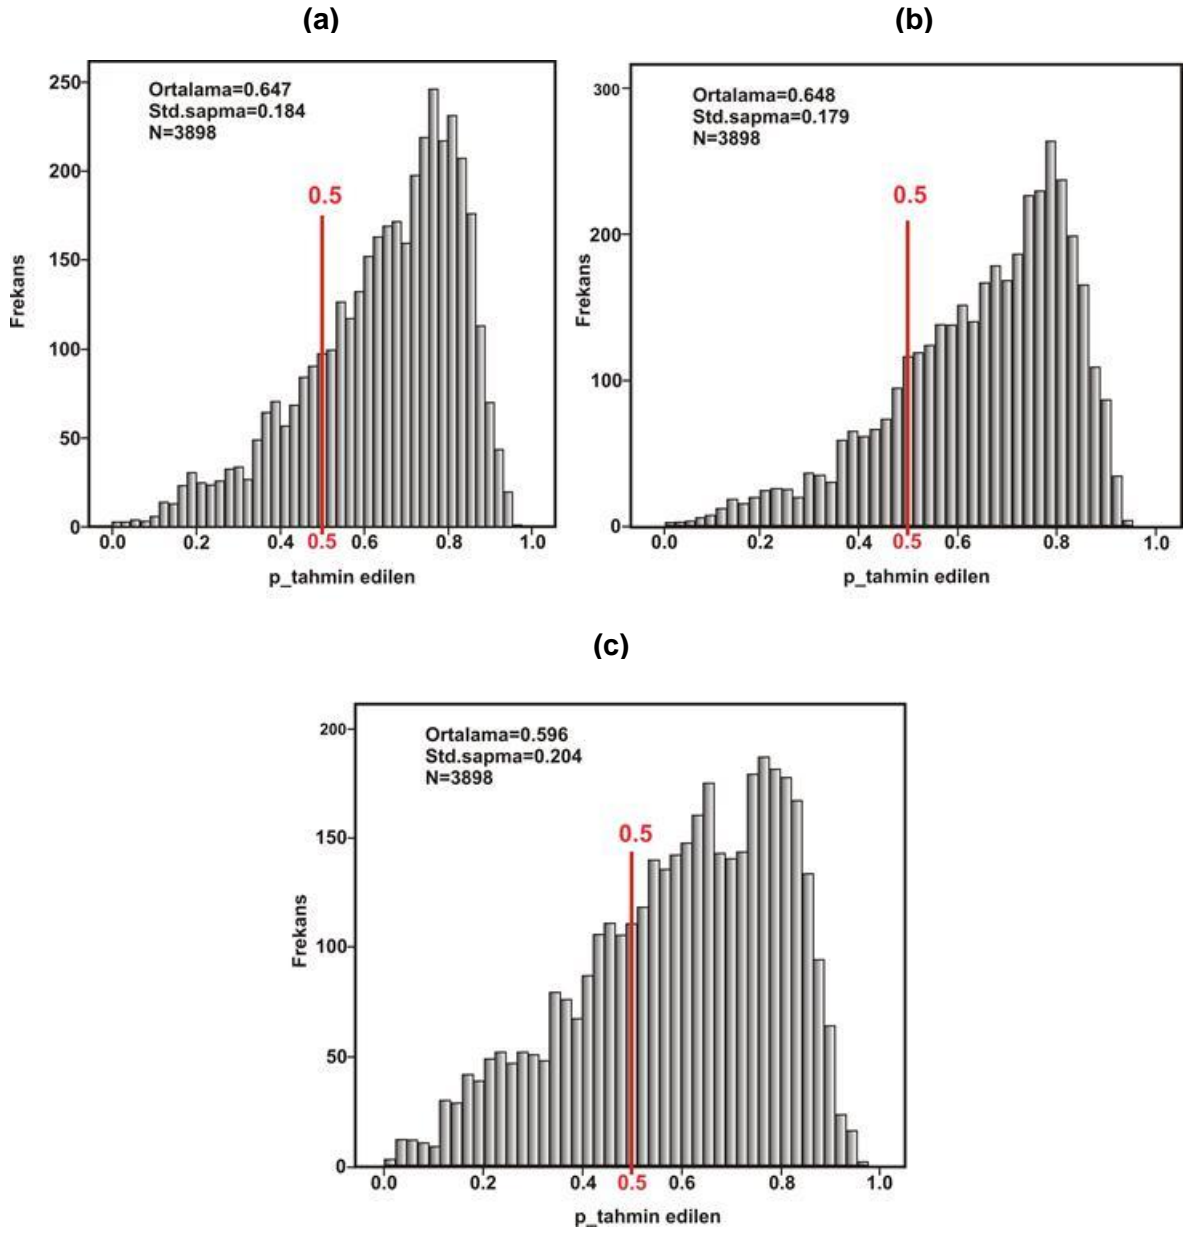 (a)
(b)
Ortalama=0.647
Std.sapma=0.184
N=3898
0.5
250
200
150
100
50
0
Frekans
0.0 0.2 0.4 0.5 0.6 0.8 1.0
p_tahmin edilen
Ortalama=0.648
Std.sapma=0.179
N=3898
0.5
300
200
100
0
Frekans
0.0 0.2 0.4 0.5 0.6 0.8 1.0
p_tahmin edilen
(c)
Ortalama=0.596
Std.sapma=0.204
N=3898
0.5
200
150
100
50
0
Frekans
0.0 0.2 0.4 0.5 0.6 0.8 1.0
p_tahmin edilen